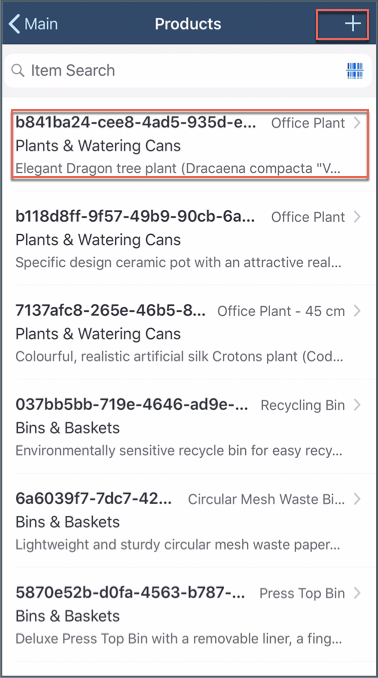 Main Products
Item Search
b841ba24-cee8-4ad5-935d-e... Office Plant
Plants & Watering Cans
Elegant Dragon tree plant (Dracaena compacta "V...
b118d8ff-9f57-49b9-90cb-6a... Office Plant
Plants & Watering Cans
Specific design ceramic pot with an attractive real...
7137afc8-265e-46b5-8... Office Plant - 45 cm
Plants & Watering Cans
Colourful, realistic artificial silk Crotons plant (Cod...
037bb5bb-719e-4646-ad9e-... Recycling Bin
Bins & Baskets
Environmentally sensitive recycle bin for easy recy...
6a6039f7-7dc7-42... Circular Mesh Waste Bi...
Bins & Baskets
Lightweight and sturdy circular mesh waste paper...
5870e52b-d0fa-4563-b787-... Press Top Bin
Bins & Baskets
Deluxe Press Top Bin with a removable liner, a fing...